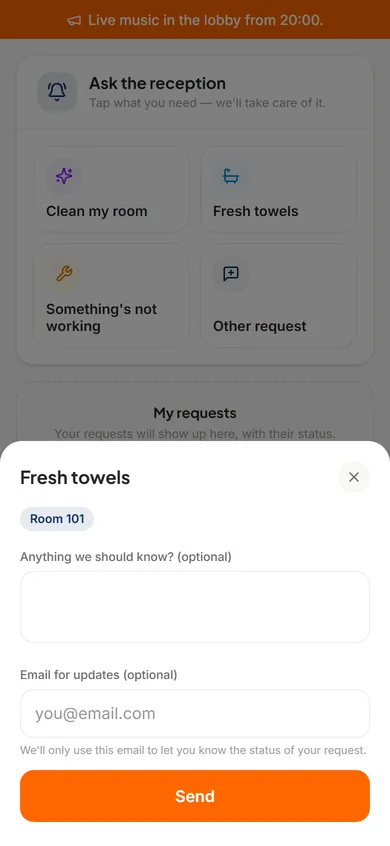 Live music in the lobby from 20:00.
Ask the reception
Tap what you need — we'll take care of it.
Clean my room
Fresh towels
Something's not
working
Other request
My requests
Your requests will show up here, with their status.
Fresh towels
Room 101
Anything we should know? (optional)
Email for updates (optional)
you@email.com
We'll only use this email to let you know the status of your request.
Send